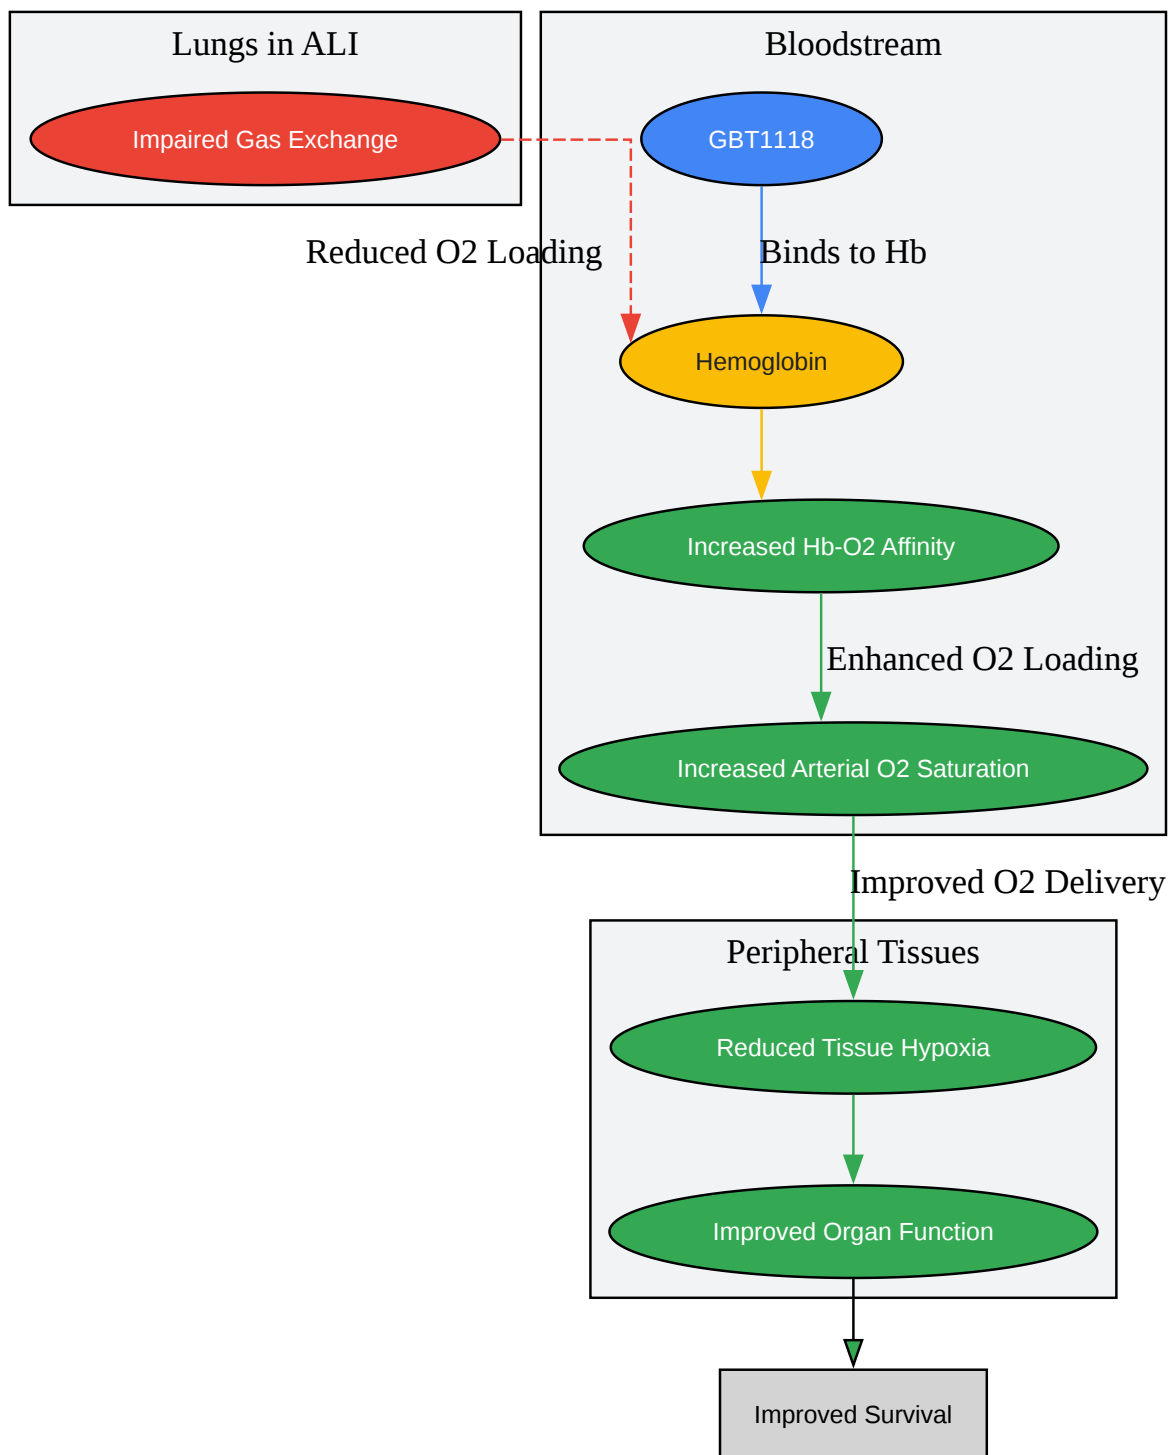 Lungs in ALI
Bloodstream
Impaired Gas Exchange
GBT1118
Reduced O2 Loading
Binds to Hb
Hemoglobin
Increased Hb-O2 Affinity
Enhanced O2 Loading
Increased Arterial O2 Saturation
Improved O2 Delivery
Peripheral Tissues
Reduced Tissue Hypoxia
Improved Organ Function
Improved Survival